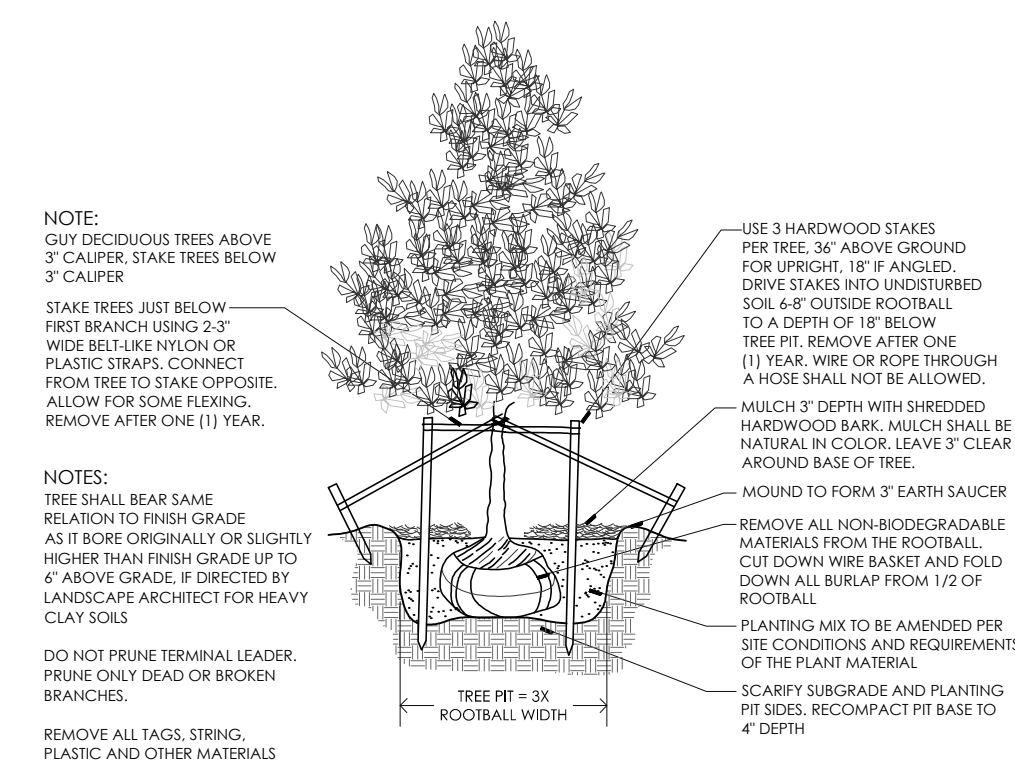 NOTE:
GUY DECIDUOUS TREES ABOVE
3" CALIPER, STAKE TREES BELOW
3" CALIPER
STAKE TREES JUST BELOW
FIRST BRANCH USING 2-3"
WIDE BELT-LIKE NYLON OR
PLASTIC STRAPS. CONNECT
FROM TREE TO STAKE OPPOSITE.
ALLOW FOR SOME FLEXING.
REMOVE AFTER ONE (1) YEAR.
NOTES:
TREE SHALL BEAR SAME
RELATION TO FINISH GRADE
AS IT BORE ORIGINALLY OR SLIGHTLY
HIGHER THAN FINISH GRADE UP TO
6" ABOVE GRADE, IF DIRECTED BY
LANDSCAPE ARCHITECT FOR HEAVY
CLAY SOILS
DO NOT PRUNE TERMINAL LEADER.
PRUNE ONLY DEAD OR BROKEN
BRANCHES.
REMOVE ALL TAGS, STRING,
PLASTIC AND OTHER MATERIALS
TREE PIT = 3X
ROOTBALL WIDTH
USE 3 HARDWOOD STAKES
PER TREE, 36" ABOVE GROUND
FOR UPRIGHT, 18" IF ANGLED.
DRIVE STAKES INTO UNDISTURBED
SOIL 6-8" OUTSIDE ROOTBALL
TO A DEPTH OF 18" BELOW
TREE PIT. REMOVE AFTER ONE
(1) YEAR. WIRE OR ROPE THROUGH
A HOSE SHALL NOT BE ALLOWED.
MULCH 3" DEPTH WITH SHREDDED
HARDWOOD BARK. MULCH SHALL BE
NATURAL IN COLOR. LEAVE 3" CLEAR
AROUND BASE OF TREE.
MOUND TO FORM 3" EARTH SAUCER
REMOVE ALL NON-BIODEGRADABLE
MATERIALS FROM THE ROOTBALL.
CUT DOWN WIRE BASKET AND FOLD
DOWN ALL BURLAP FROM 1/2 OF
ROOTBALL
PLANTING MIX TO BE AMENDED PER
SITE CONDITIONS AND REQUIREMENTS
OF THE PLANT MATERIAL
SCARIFY SUBGRADE AND PLANTING
PIT SIDES. RECOMPACT PIT BASE TO
4" DEPTH